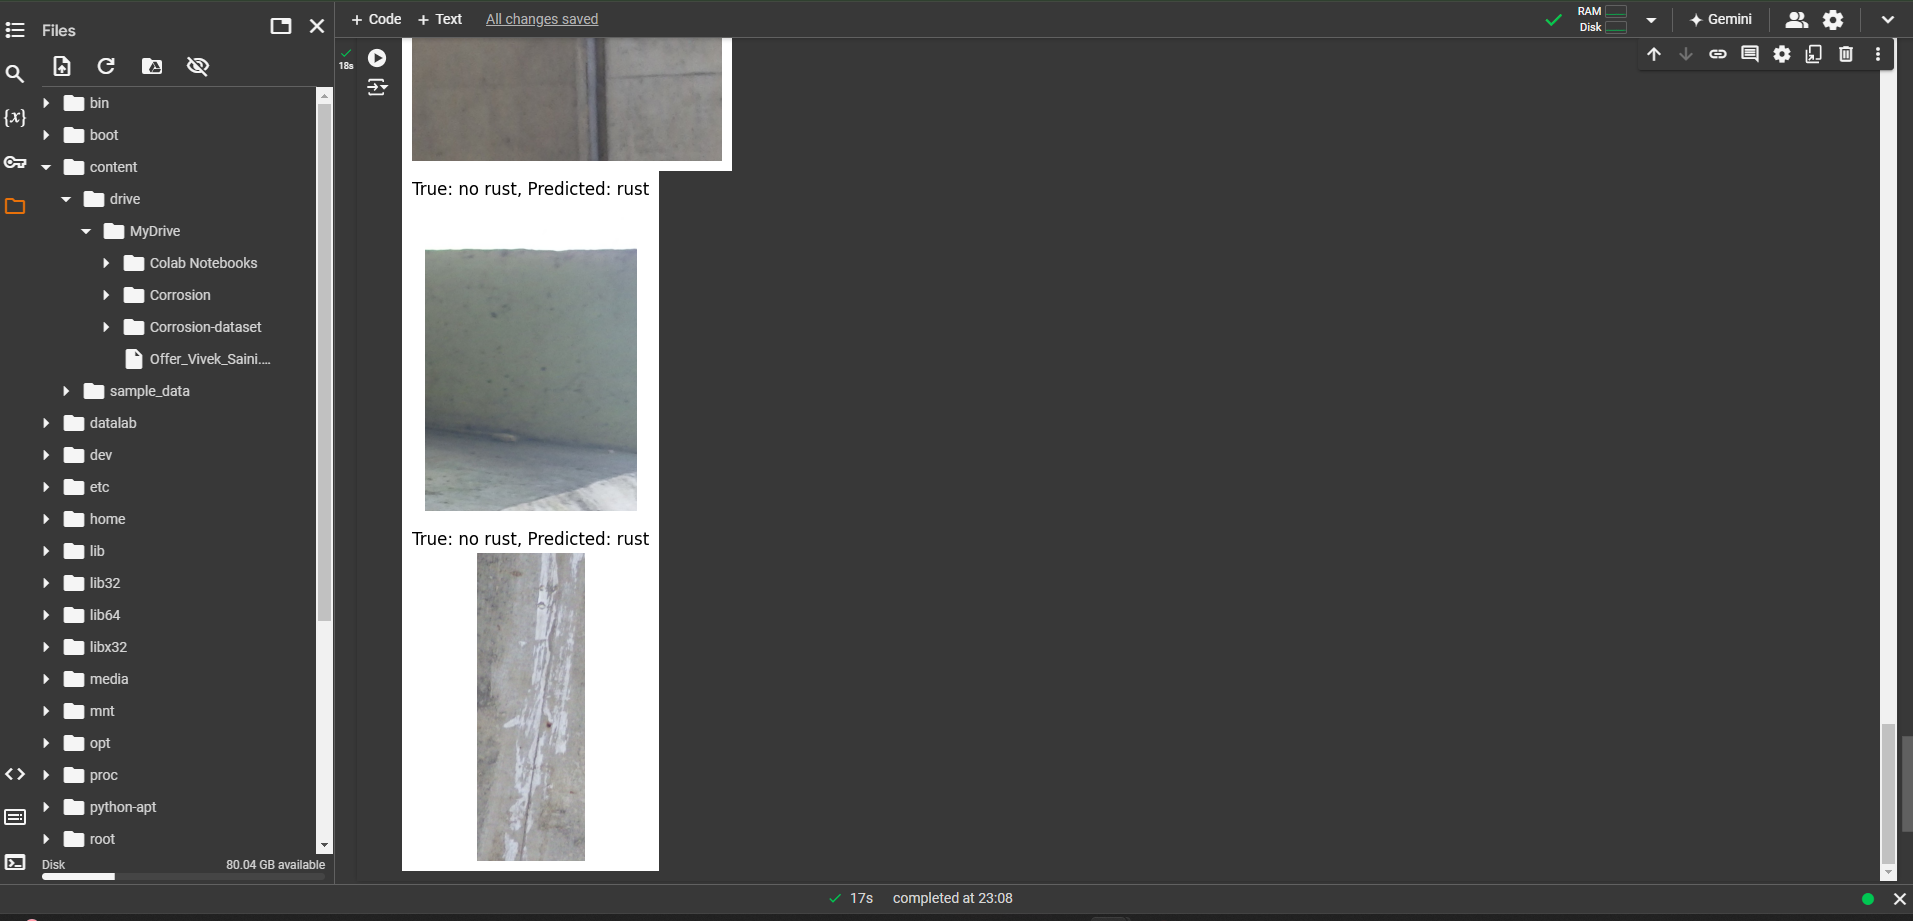 Files
+ Code + Text All changes saved
RAM
Disk
Gemini
18s
{x}
bin
boot
content
drive
MyDrive
Colab Notebooks
Corrosion
Corrosion-dataset
Offer_Vivek_Saini....
sample_data
datalab
dev
etc
home
lib
lib32
lib64
libx32
media
mnt
opt
proc
python-apt
root
Disk 80.04 GB available
True: no rust, Predicted: rust
True: no rust, Predicted: rust
17s completed at 23:08